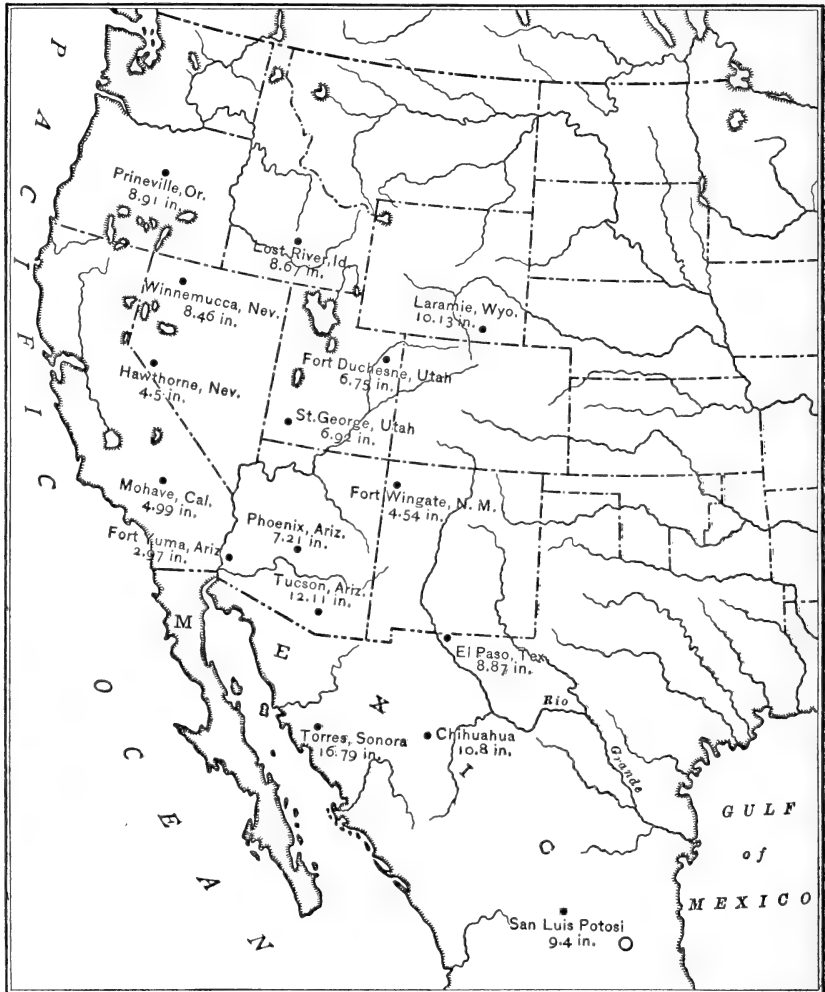 PACIFIC
OCEAN
Prineville, Or.
8.91 in.
Lost River, Id.
8.67 in.
Winnemucca, Nev.
8.46 in.
Laramie, Wyo.
10.13 in.
Hawthorne, Nev.
4.5 in.
Fort Duchesne, Utah
6.75 in.
St. George, Utah
6.92 in.
Mohave, Cal.
4.99 in.
Fort Wingate, N. M.
4.54 in.
Phoenix, Ariz.
7.21 in.
Fort Yuma, Ariz.
2.97 in.
Tucson, Ariz.
12.11 in.
MEXICO
El Paso, Tex.
8.87 in.
Rio Grande
Torres, Sonora
16.79 in.
Chihuahua
10.8 in.
GULF
of
MEXICO
San Luis Potosi
9.4 in.